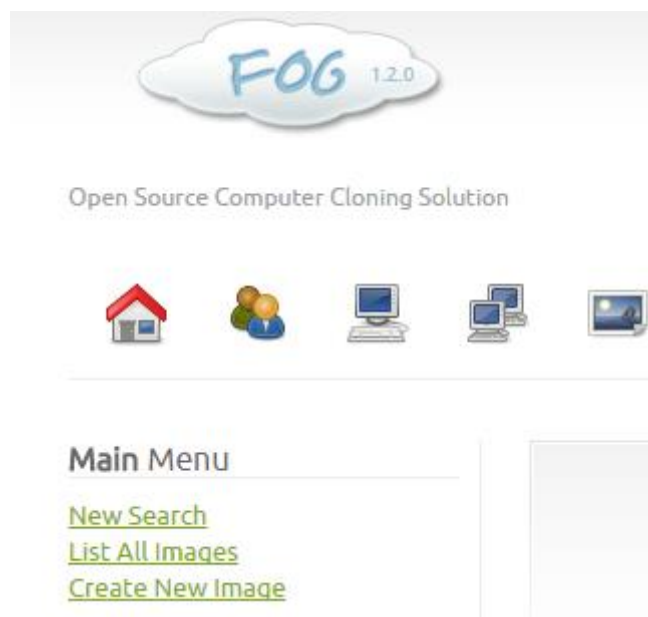 FOG 1.2.0
Open Source Computer Cloning Solution
Main Menu
New Search
List All Images
Create New Image